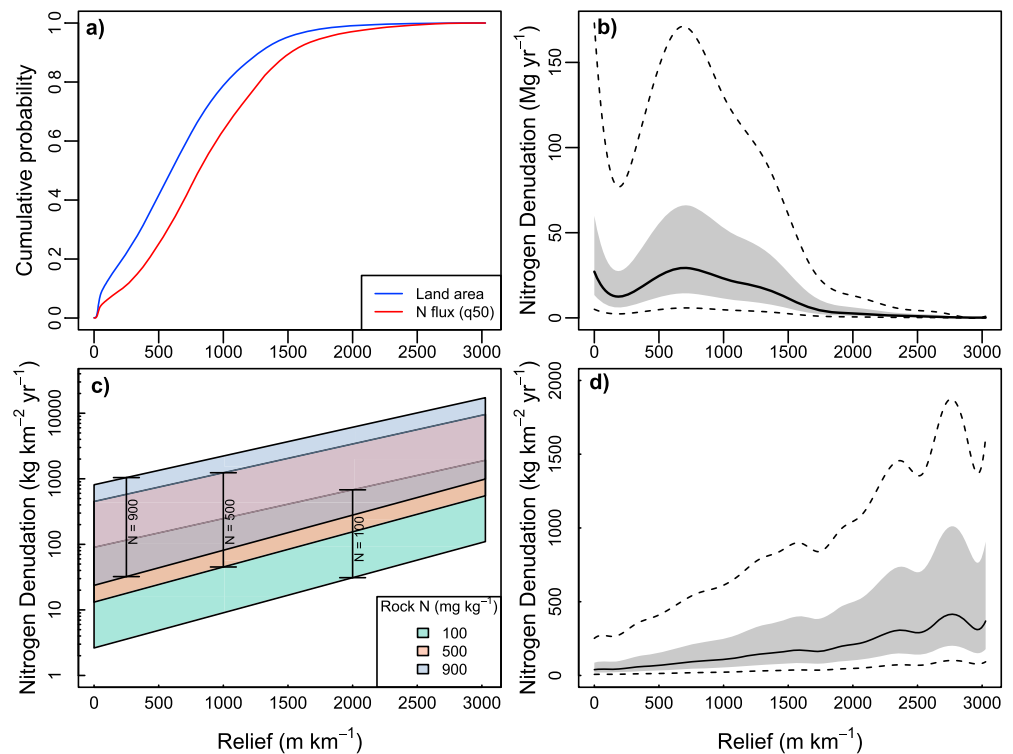 a)
Cumulative probability
0.0 0.2 0.4 0.6 0.8 1.0
0 500 1000 1500 2000 2500 3000
Land area
N flux (q50)
b)
Nitrogen Denudation (Mg yr⁻¹)
0 50 100 150
0 500 1000 1500 2000 2500 3000
c)
Nitrogen Denudation (kg km⁻² yr⁻¹)
1 10 100 1000 10000
N = 900
N = 500
N = 100
Rock N (mg kg⁻¹)
100
500
900
0 500 1000 1500 2000 2500 3000
Relief (m km⁻¹)
d)
Nitrogen Denudation (kg km⁻² yr⁻¹)
0 500 1000 1500 2000
0 500 1000 1500 2000 2500 3000
Relief (m km⁻¹)